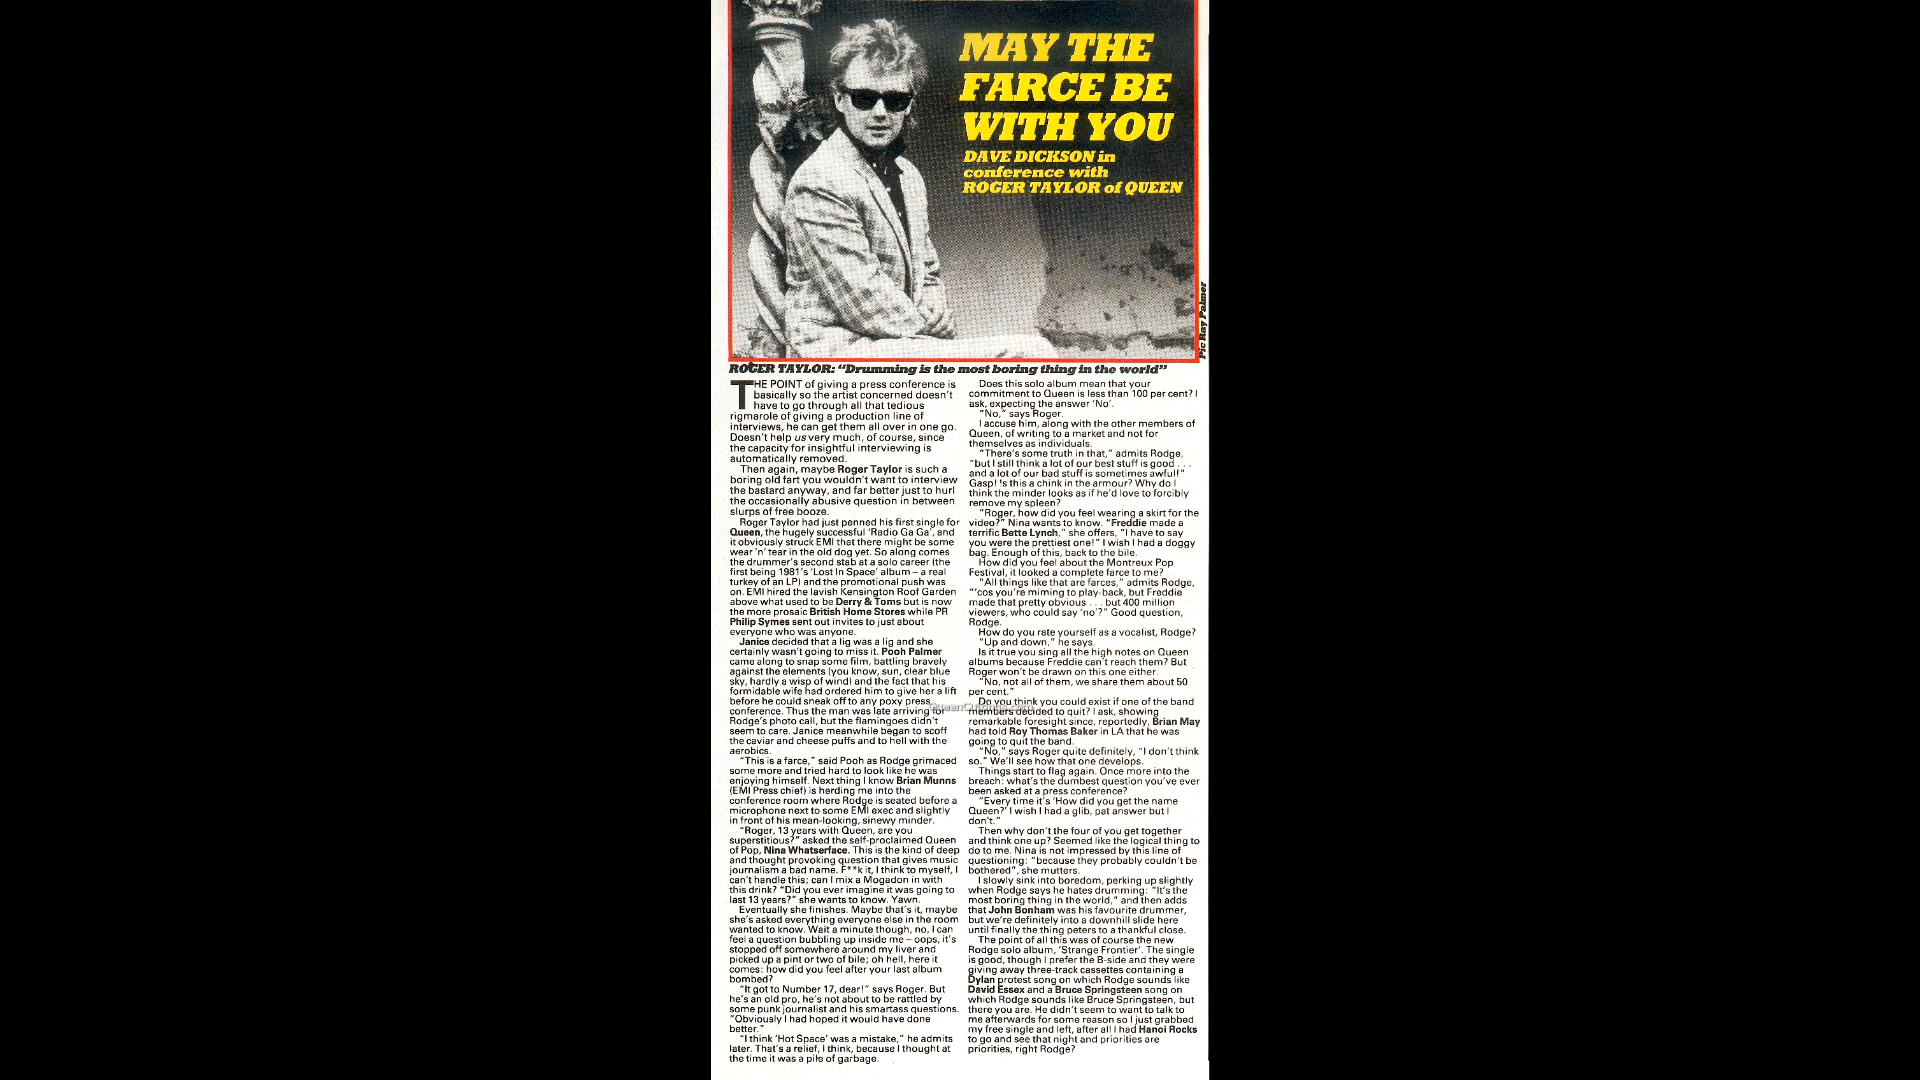 MAY THE
FARCE BE
WITH YOU
DAVE DICKSON in
conference with
ROGER TAYLOR of QUEEN
Pic Ray Palmer
ROGER TAYLOR: “Drumming is the most boring thing in the world”
THE POINT of giving a press conference is
basically so the artist concerned doesn't
have to go through all that tedious
rigmarole of giving a production line of
interviews, he can get them all over in one go.
Doesn't help us very much, of course, since
the capacity for insightful interviewing is
automatically removed.
Then again, maybe Roger Taylor is such a
boring old fart you wouldn't want to interview
the bastard anyway, and far better just to hurl
the occasionally abusive question in between
slurps of free booze.
Roger Taylor had just penned his first single for
Queen, the hugely successful 'Radio Ga Ga', and
it obviously struck EMI that there might be some
wear 'n' tear in the old dog yet. So along comes
the drummer's second stab at a solo career (the
first being 1981's 'Lost In Space' album – a real
turkey of an LP) and the promotional push was
on. EMI hired the lavish Kensington Roof Garden
above what used to be Derry & Toms but is now
the more prosaic British Home Stores while PR
Philip Symes sent out invites to just about
everyone who was anyone.
Janice decided that a lig was a lig and she
certainly wasn't going to miss it. Pooh Palmer
came along to snap some film, battling bravely
against the elements (you know, sun, clear blue
sky, hardly a wisp of wind) and the fact that his
formidable wife had ordered him to give her a lift
before he could sneak off to any poxy press
conference. Thus the man was late arriving for
Rodge's photo call, but the flamingoes didn't
seem to care. Janice meanwhile began to scoff
the caviar and cheese puffs and to hell with the
aerobics.
“This is a farce,” said Pooh as Rodge grimaced
some more and tried hard to look like he was
enjoying himself. Next thing I know Brian Munns
(EMI Press chief) is herding me into the
conference room where Rodge is seated before a
microphone next to some EMI exec and slightly
in front of his mean-looking, sinewy minder.
“Roger, 13 years with Queen, are you
superstitious?” asked the self-proclaimed Queen
of Pop, Nina Whatserface. This is the kind of deep
and thought provoking question that gives music
journalism a bad name. F**k it, I think to myself, I
can't handle this; can I mix a Mogadon in with
this drink? “Did you ever imagine it was going to
last 13 years?” she wants to know. Yawn.
Eventually she finishes. Maybe that's it, maybe
she's asked everything everyone else in the room
wanted to know. Wait a minute though, no, I can
feel a question bubbling up inside me – oops, it's
stopped off somewhere around my liver and
picked up a pint or two of bile; oh hell, here it
comes: how did you feel after your last album
bombed?
“It got to Number 17, dear!” says Roger. But
he's an old pro, he's not about to be rattled by
some punk journalist and his smartass questions.
“Obviously I had hoped it would have done
better.”
“I think 'Hot Space' was a mistake,” he admits
later. That's a relief, I think, because I thought at
the time it was a pile of garbage.
Does this solo album mean that your
commitment to Queen is less than 100 per cent? I
ask, expecting the answer 'No'.
“No,” says Roger.
I accuse him, along with the other members of
Queen, of writing to a market and not for
themselves as individuals.
“There's some truth in that,” admits Rodge,
“but I still think a lot of our best stuff is good . . .
and a lot of our bad stuff is sometimes awful!”
Gasp! Is this a chink in the armour? Why do I
think the minder looks as if he'd love to forcibly
remove my spleen?
“Roger, how did you feel wearing a skirt for the
video?” Nina wants to know. “Freddie made a
terrific Bette Lynch,” she offers, “I have to say
you were the prettiest one!” I wish I had a doggy
bag. Enough of this, back to the bile.
How did you feel about the Montreux Pop
Festival, it looked a complete farce to me?
“All things like that are farces,” admits Rodge,
“'cos you're miming to play-back, but Freddie
made that pretty obvious . . . but 400 million
viewers, who could say 'no'?” Good question,
Rodge.
How do you rate yourself as a vocalist, Rodge?
“Up and down,” he says.
Is it true you sing all the high notes on Queen
albums because Freddie can't reach them? But
Roger won't be drawn on this one either.
“No, not all of them, we share them about 50
per cent.”
Do you think you could exist if one of the band
members decided to quit? I ask, showing
remarkable foresight since, reportedly, Brian May
had told Roy Thomas Baker in LA that he was
going to quit the band.
“No,” says Roger quite definitely, “I don't think
so.” We'll see how that one develops.
Things start to flag again. Once more into the
breach: what's the dumbest question you've ever
been asked at a press conference?
“Every time it's 'How did you get the name
Queen?' I wish I had a glib, pat answer but I
don't.”
Then why don't the four of you get together
and think one up? Seemed like the logical thing to
do to me. Nina is not impressed by this line of
questioning: “because they probably couldn't be
bothered”, she mutters.
I slowly sink into boredom, perking up slightly
when Rodge says he hates drumming: “It's the
most boring thing in the world,” and then adds
that John Bonham was his favourite drummer,
but we're definitely into a downhill slide here
until finally the thing peters to a thankful close.
The point of all this was of course the new
Rodge solo album, 'Strange Frontier'. The single
is good, though I prefer the B-side and they were
giving away three-track cassettes containing a
Dylan protest song on which Rodge sounds like
David Essex and a Bruce Springsteen song on
which Rodge sounds like Bruce Springsteen, but
there you are. He didn't seem to want to talk to
me afterwards for some reason so I just grabbed
my free single and left, after all I had Hanoi Rocks
to go and see that night and priorities are
priorities, right Rodge?